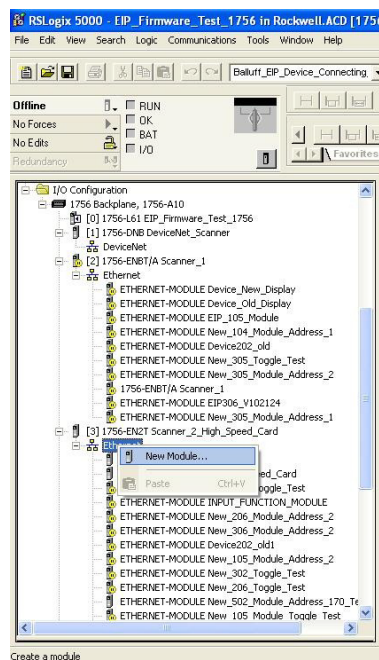 RSLogix 5000 - EIP_Firmware_Test_1756 in Rockwell.ACD [1756
File Edit View Search Logic Communications Tools Window Help
Balluff_EIP_Device_Connecting,
Offline
RUN
No Forces
OK
BAT
No Edits
I/O
Redundancy
Favorites
I/O Configuration
1756 Backplane, 1756-A10
[0] 1756-L61 EIP_Firmware_Test_1756
[1] 1756-DNB DeviceNet_Scanner
DeviceNet
[2] 1756-ENBT/A Scanner_1
Ethernet
ETHERNET-MODULE Device_New_Display
ETHERNET-MODULE Device_Old_Display
ETHERNET-MODULE EIP_105_Module
ETHERNET-MODULE New_104_Module_Address_1
ETHERNET-MODULE Device202_old
ETHERNET-MODULE New_305_Toggle_Test
ETHERNET-MODULE New_305_Module_Address_2
1756-ENBT/A Scanner_1
ETHERNET-MODULE EIP306_V102124
ETHERNET-MODULE New_305_Module_Address_1
[3] 1756-EN2T Scanner_2_High_Speed_Card
Ethernet
New Module...
ed_Card
Paste Ctrl+V
oggle_Test
ETHERNET-MODULE INPUT_FUNCTION_MODULE
ETHERNET-MODULE New_206_Module_Address_2
ETHERNET-MODULE New_306_Module_Address_2
ETHERNET-MODULE Device202_old1
ETHERNET-MODULE New_105_Module_Address_2
ETHERNET-MODULE New_302_Toggle_Test
ETHERNET-MODULE New_206_Toggle_Test
ETHERNET-MODULE New_502_Module_Address_170_Te
ETHERNET-MODULE New_105_Module_Toggle_Test
Create a module